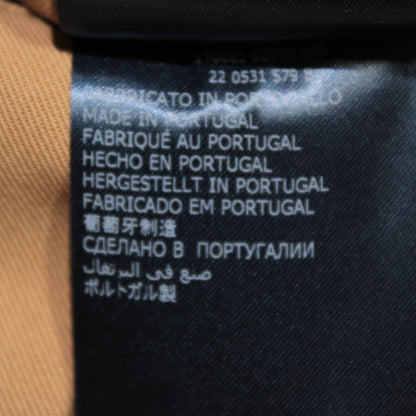 22 0531 579
FABBRICATO IN PORTOGALLO
MADE IN PORTUGAL
FABRIQUÉ AU PORTUGAL
HECHO EN PORTUGAL
HERGESTELLT IN PORTUGAL
FABRICADO EM PORTUGAL
葡萄牙制造
СДЕЛАНО В ПОРТУГАЛИИ
صنع في البرتغال
ポルトガル製